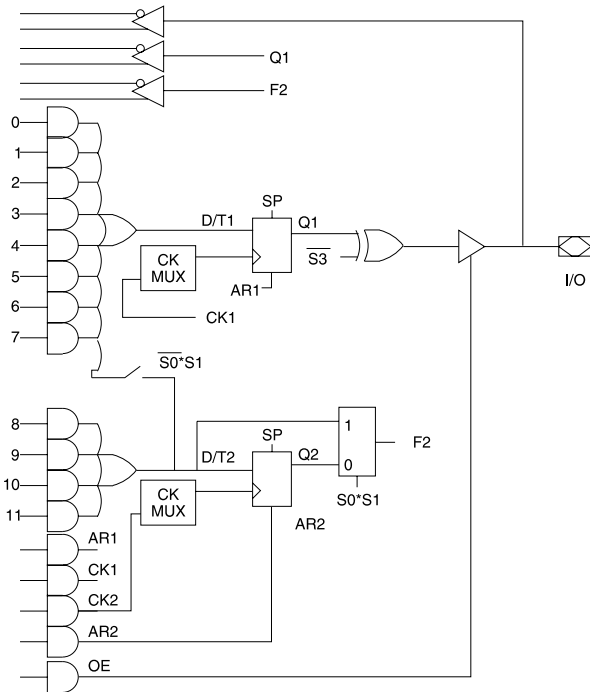 Q1
F2
0
1
2
3
4
5
6
7
SP
D/T1
Q1
S̅3̅
CK
MUX
AR1
CK1
I/O
S̅0̅*S1
8
9
10
11
SP
D/T2
Q2
1
0
F2
S0*S1
CK
MUX
AR2
AR1
CK1
CK2
AR2
OE